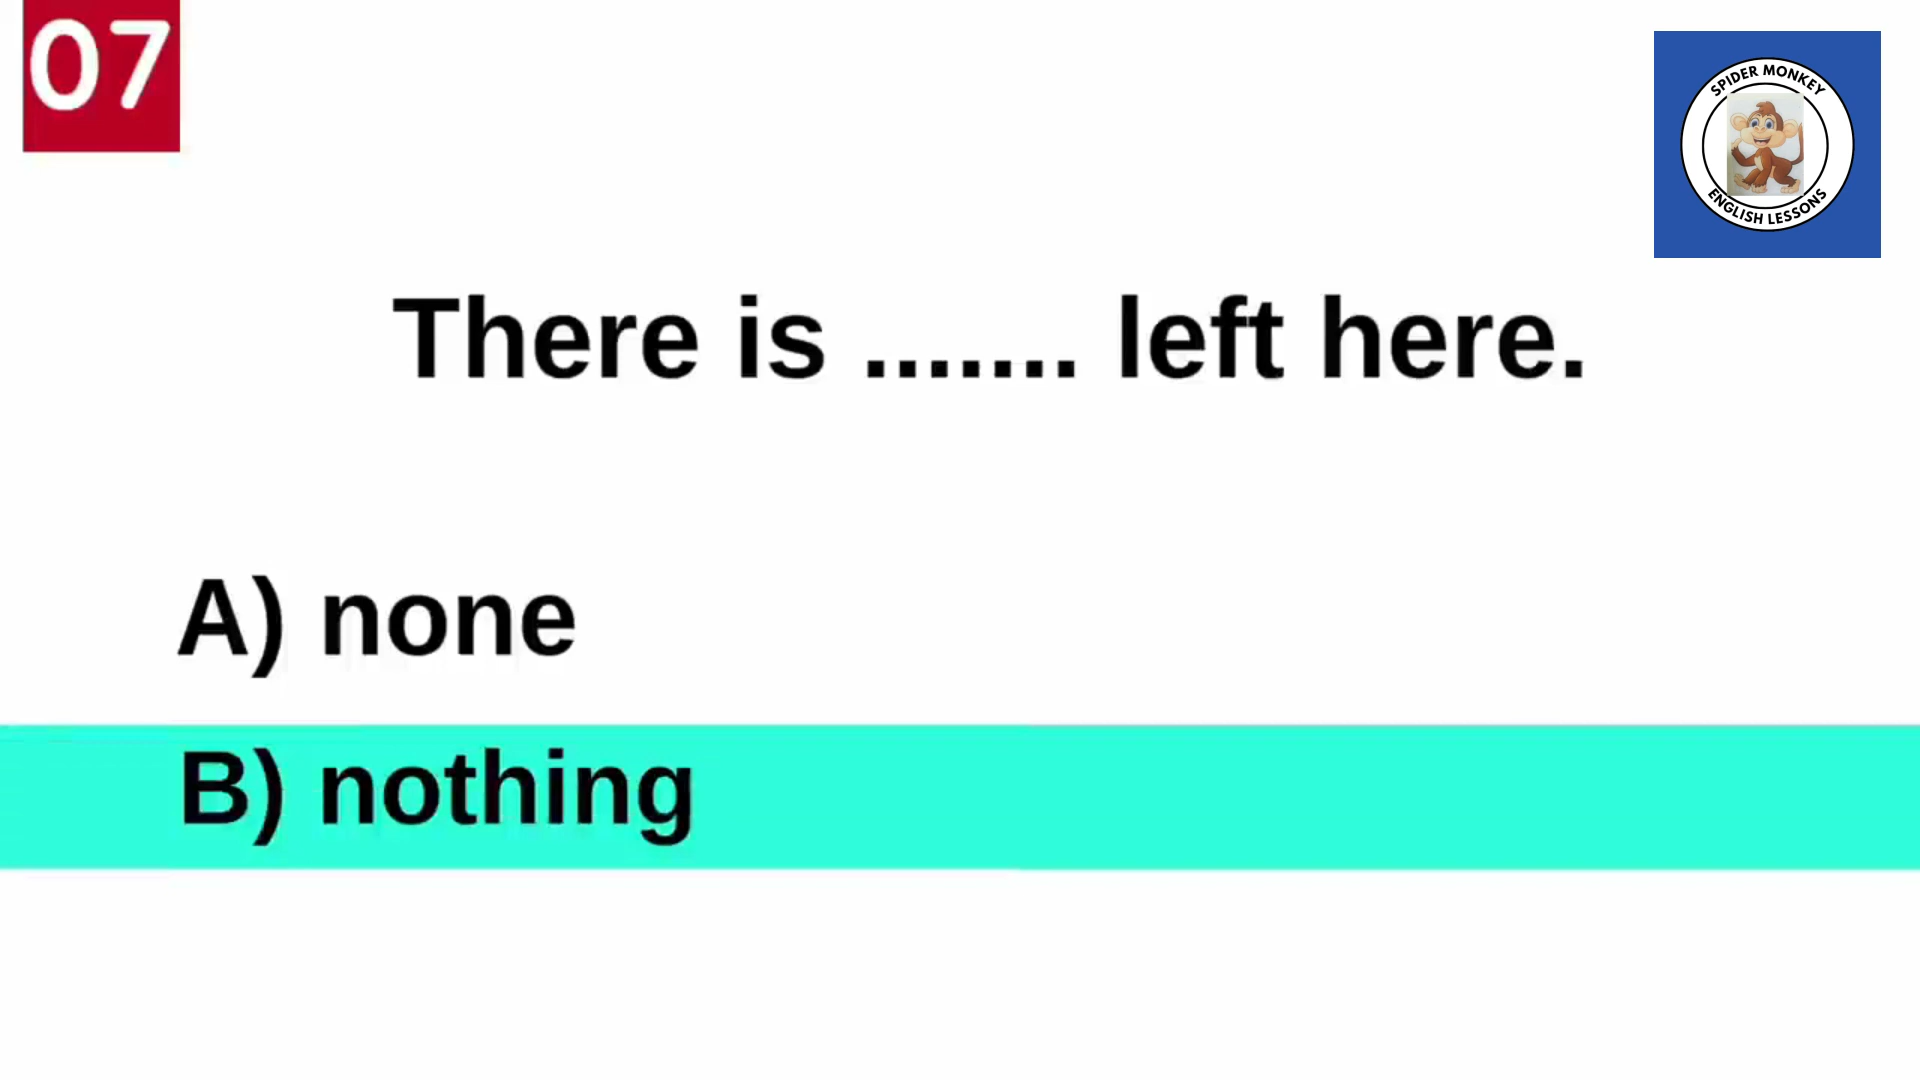 07
SPIDER MONKEY
ENGLISH LESSONS
There is ....... left here.
A) none
B) nothing